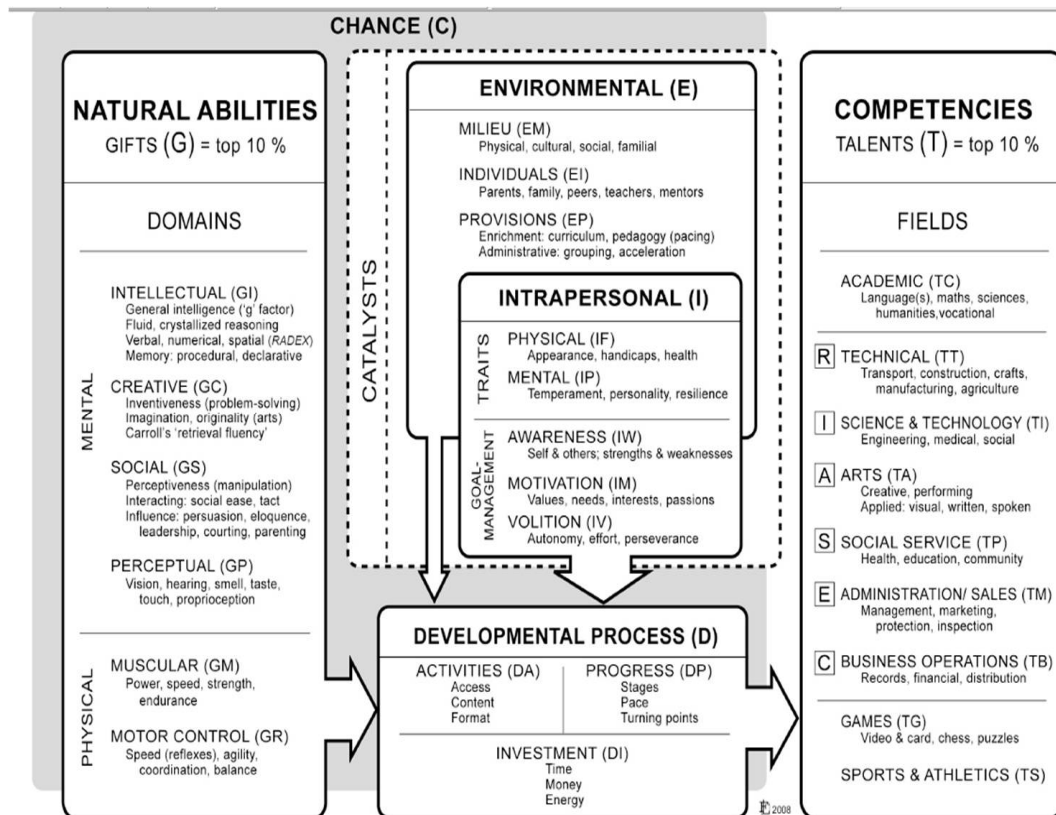 CHANCE (C)
NATURAL ABILITIES
GIFTS (G) = top 10 %
DOMAINS
MENTAL
INTELLECTUAL (GI)
General intelligence ('g' factor)
Fluid, crystallized reasoning
Verbal, numerical, spatial (RADEX)
Memory: procedural, declarative
CREATIVE (GC)
Inventiveness (problem-solving)
Imagination, originality (arts)
Carroll's 'retrieval fluency'
SOCIAL (GS)
Perceptiveness (manipulation)
Interacting: social ease, tact
Influence: persuasion, eloquence,
leadership, courting, parenting
PERCEPTUAL (GP)
Vision, hearing, smell, taste,
touch, proprioception
PHYSICAL
MUSCULAR (GM)
Power, speed, strength,
endurance
MOTOR CONTROL (GR)
Speed (reflexes), agility,
coordination, balance
CATALYSTS
ENVIRONMENTAL (E)
MILIEU (EM)
Physical, cultural, social, familial
INDIVIDUALS (EI)
Parents, family, peers, teachers, mentors
PROVISIONS (EP)
Enrichment: curriculum, pedagogy (pacing)
Administrative: grouping, acceleration
INTRAPERSONAL (I)
TRAITS
PHYSICAL (IF)
Appearance, handicaps, health
MENTAL (IP)
Temperament, personality, resilience
GOAL-
MANAGEMENT
AWARENESS (IW)
Self & others; strengths & weaknesses
MOTIVATION (IM)
Values, needs, interests, passions
VOLITION (IV)
Autonomy, effort, perseverance
DEVELOPMENTAL PROCESS (D)
ACTIVITIES (DA)
Access
Content
Format
PROGRESS (DP)
Stages
Pace
Turning points
INVESTMENT (DI)
Time
Money
Energy
2008
COMPETENCIES
TALENTS (T) = top 10 %
FIELDS
ACADEMIC (TC)
Language(s), maths, sciences,
humanities,vocational
R TECHNICAL (TT)
Transport, construction, crafts,
manufacturing, agriculture
I SCIENCE & TECHNOLOGY (TI)
Engineering, medical, social
A ARTS (TA)
Creative, performing
Applied: visual, written, spoken
S SOCIAL SERVICE (TP)
Health, education, community
E ADMINISTRATION/ SALES (TM)
Management, marketing,
protection, inspection
C BUSINESS OPERATIONS (TB)
Records, financial, distribution
GAMES (TG)
Video & card, chess, puzzles
SPORTS & ATHLETICS (TS)